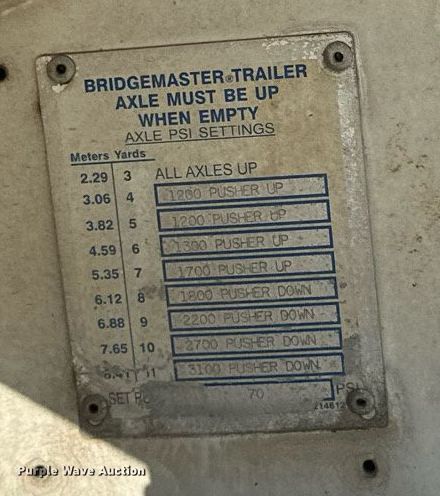 BRIDGEMASTER® TRAILER
AXLE MUST BE UP
WHEN EMPTY
AXLE PSI SETTINGS
Meters Yards
2.29 3 ALL AXLES UP
3.06 4 1200 PUSHER UP
3.82 5 1200 PUSHER UP
4.59 6 1300 PUSHER UP
5.35 7 1700 PUSHER UP
6.12 8 1800 PUSHER DOWN
6.88 9 2200 PUSHER DOWN
7.65 10 2700 PUSHER DOWN
8.41 11 3100 PUSHER DOWN
SET 70 PSI
Purple Wave Auction